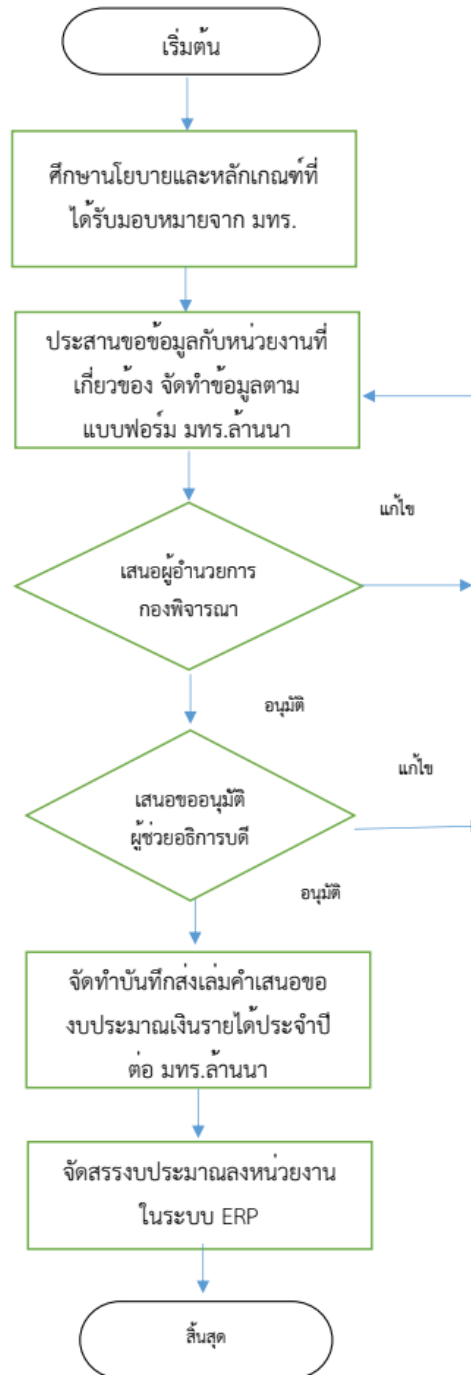 เริ่มต้น
ศึกษานโยบายและหลักเกณฑ์ที่
ได้รับมอบหมายจาก มทร.
ประสานขอข้อมูลกับหน่วยงานที่
เกี่ยวข้อง จัดทำข้อมูลตาม
แบบฟอร์ม มทร.ล้านนา
แก้ไข
เสนอผู้อำนวยการ
กองพิจารณา
อนุมัติ
แก้ไข
เสนอขออนุมัติ
ผู้ช่วยอธิการบดี
อนุมัติ
จัดทำบันทึกส่งเล่มคำเสนอขอ
งบประมาณเงินรายได้ประจำปี
ต่อ มทร.ล้านนา
จัดสรรงบประมาณลงหน่วยงาน
ในระบบ ERP
สิ้นสุด